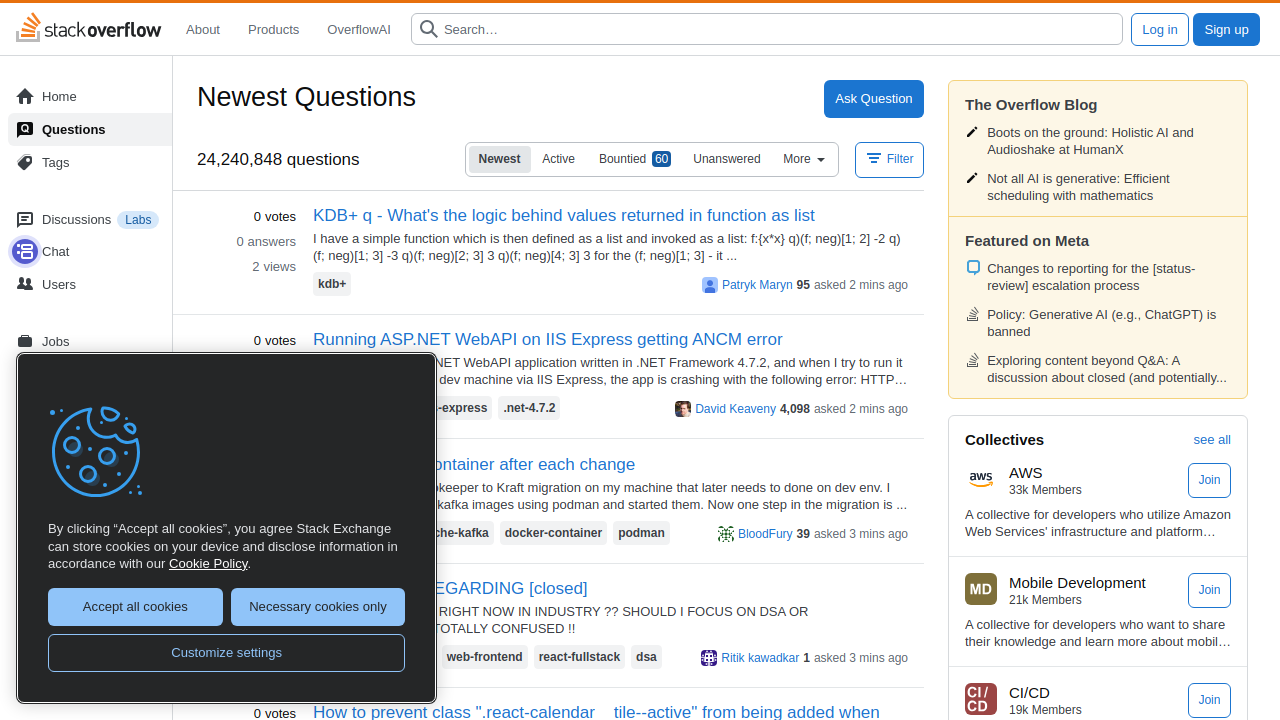 stack overflow
About
Products
OverflowAI
Search…
Log in
Sign up
Home
Questions
Tags
Discussions
Labs
Chat
Users
Jobs
Newest Questions
Ask Question
24,240,848 questions
Newest
Active
Bountied 60
Unanswered
More
Filter
0 votes
0 answers
2 views
KDB+ q - What's the logic behind values returned in function as list
I have a simple function which is then defined as a list and invoked as a list: f:{x*x} q)(f; neg)[1; 2] -2 q)
(f; neg)[1; 3] -3 q)(f; neg)[2; 3] 3 q)(f; neg)[4; 3] 3 for the (f; neg)[1; 3] - it ...
kdb+
Patryk Maryn 95 asked 2 mins ago
0 votes
Running ASP.NET WebAPI on IIS Express getting ANCM error
NET WebAPI application written in .NET Framework 4.7.2, and when I try to run it
dev machine via IIS Express, the app is crashing with the following error: HTTP…
-express
.net-4.7.2
David Keaveny 4,098 asked 2 mins ago
ontainer after each change
okeeper to Kraft migration on my machine that later needs to done on dev env. I
kafka images using podman and started them. Now one step in the migration is ...
che-kafka
docker-container
podman
BloodFury 39 asked 3 mins ago
EGARDING [closed]
RIGHT NOW IN INDUSTRY ?? SHOULD I FOCUS ON DSA OR
TOTALLY CONFUSED !!
web-frontend
react-fullstack
dsa
Ritik kawadkar 1 asked 3 mins ago
0 votes
How to prevent class ".react-calendar__tile--active" from being added when
By clicking “Accept all cookies”, you agree Stack Exchange
can store cookies on your device and disclose information in
accordance with our Cookie Policy.
Accept all cookies
Necessary cookies only
Customize settings
The Overflow Blog
Boots on the ground: Holistic AI and
Audioshake at HumanX
Not all AI is generative: Efficient
scheduling with mathematics
Featured on Meta
Changes to reporting for the [status-
review] escalation process
Policy: Generative AI (e.g., ChatGPT) is
banned
Exploring content beyond Q&A: A
discussion about closed (and potentially...
Collectives
see all
aws
AWS
33k Members
Join
A collective for developers who utilize Amazon
Web Services' infrastructure and platform…
MD
Mobile Development
21k Members
Join
A collective for developers who want to share
their knowledge and learn more about mobil…
CI/
CD
CI/CD
19k Members
Join